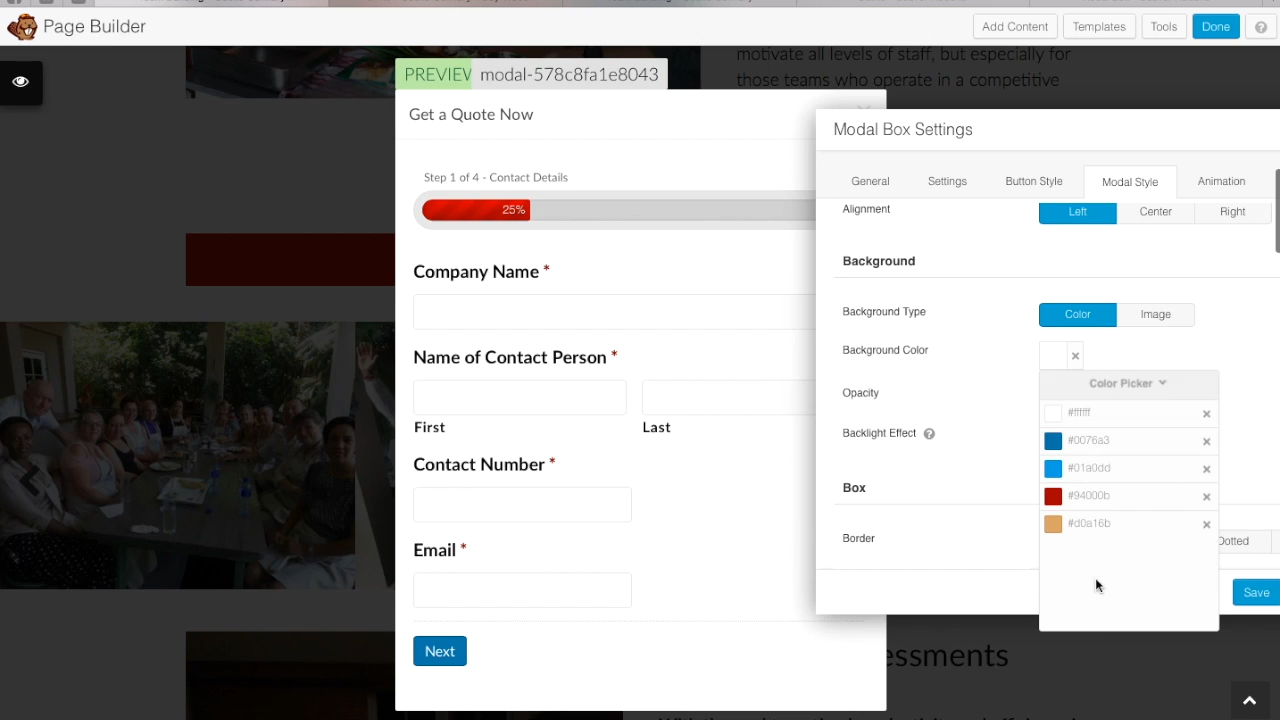 Page Builder
Add Content
Templates
Tools
Done
?
motivate all levels of staff, but especially for
those teams who operate in a competitive
PREVIEW modal-578c8fa1e8043
Get a Quote Now
Step 1 of 4 - Contact Details
25%
Company Name *
Name of Contact Person *
First
Last
Contact Number *
Email *
Next
Modal Box Settings
General
Settings
Button Style
Modal Style
Animation
Alignment
Left
Center
Right
Background
Background Type
Color
Image
Background Color
Opacity
Color Picker
#ffffff
#0076a3
#01a0dd
#94000b
#d0a16b
Backlight Effect ?
Box
Border
Dotted
Save
essments